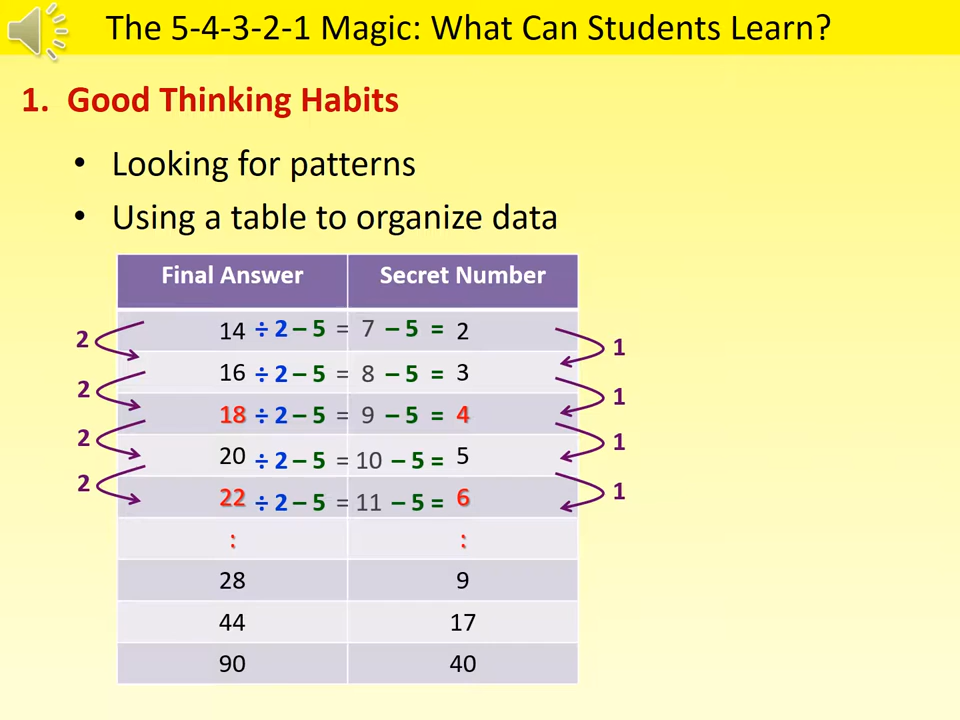 The 5-4-3-2-1 Magic: What Can Students Learn?
1. Good Thinking Habits
• Looking for patterns
• Using a table to organize data
Final Answer Secret Number
14 ÷ 2 – 5 = 7 – 5 = 2
2 1
16 ÷ 2 – 5 = 8 – 5 = 3
2 1
18 ÷ 2 – 5 = 9 – 5 = 4
2 1
20 ÷ 2 – 5 = 10 – 5 = 5
2 1
22 ÷ 2 – 5 = 11 – 5 = 6
: :
28 9
44 17
90 40